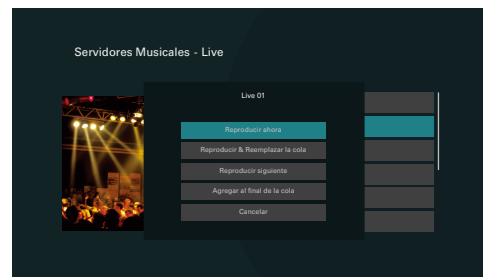 Servidores Musicales - Live
Live 01
Reproducir ahora
Reproducir & Reemplazar la cola
Reproducir siguiente
Agregar al final de la cola
Cancelar